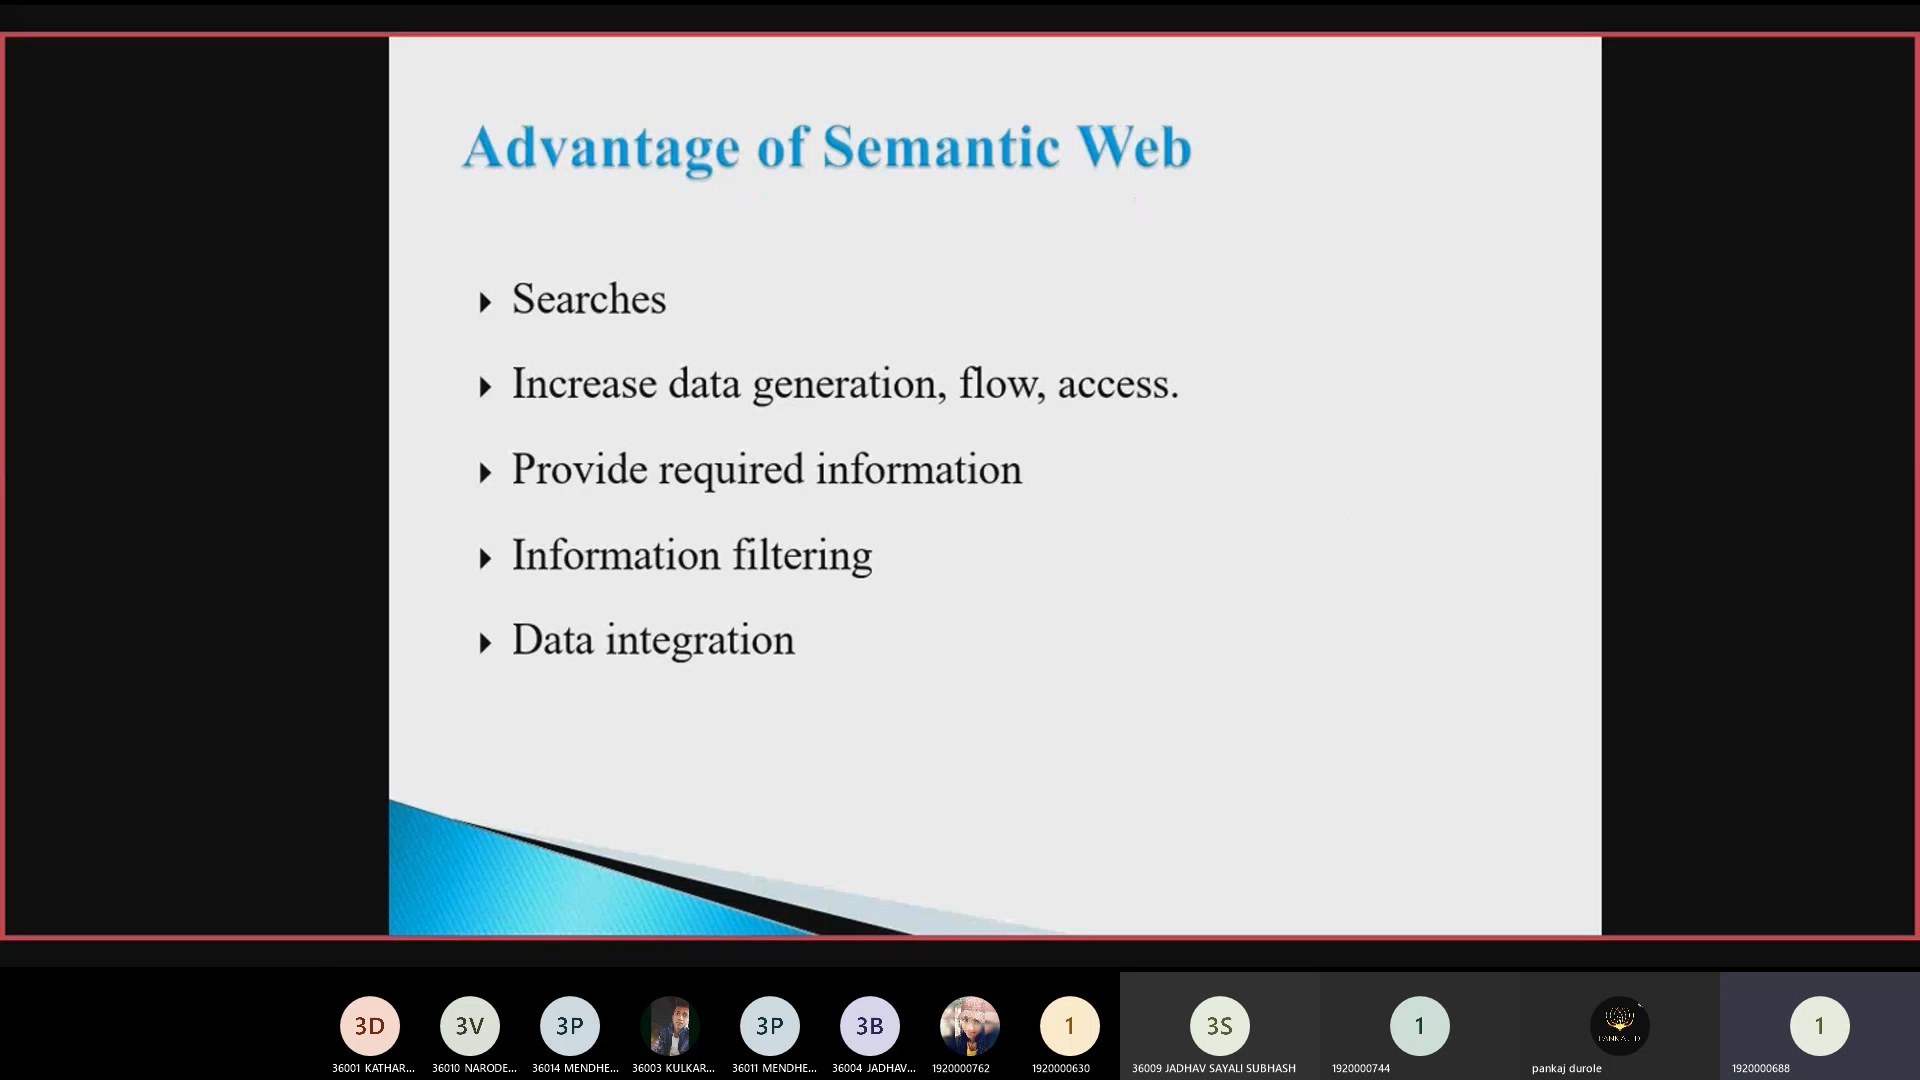 Advantage of Semantic Web
Searches
Increase data generation, flow, access.
Provide required information
Information filtering
Data integration
3D
3V
3P
3P
3B
1
3S
1
PANKAJ D
1
36001 KATHAR...
36010 NARODE...
36014 MENDHE...
36003 KULKAR...
36011 MENDHE...
36004 JADHAV...
1920000762
1920000630
36009 JADHAV SAYALI SUBHASH
1920000744
pankaj durole
1920000688